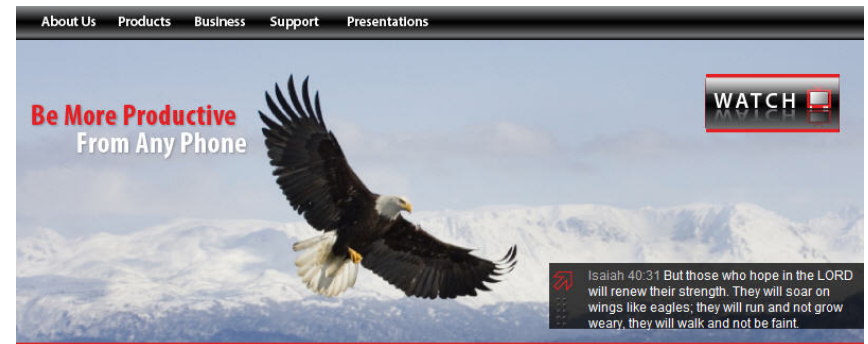 About Us Products Business Support Presentations
WATCH
Be More Productive
From Any Phone
Isaiah 40:31 But those who hope in the LORD
will renew their strength. They will soar on
wings like eagles; they will run and not grow
weary, they will walk and not be faint.